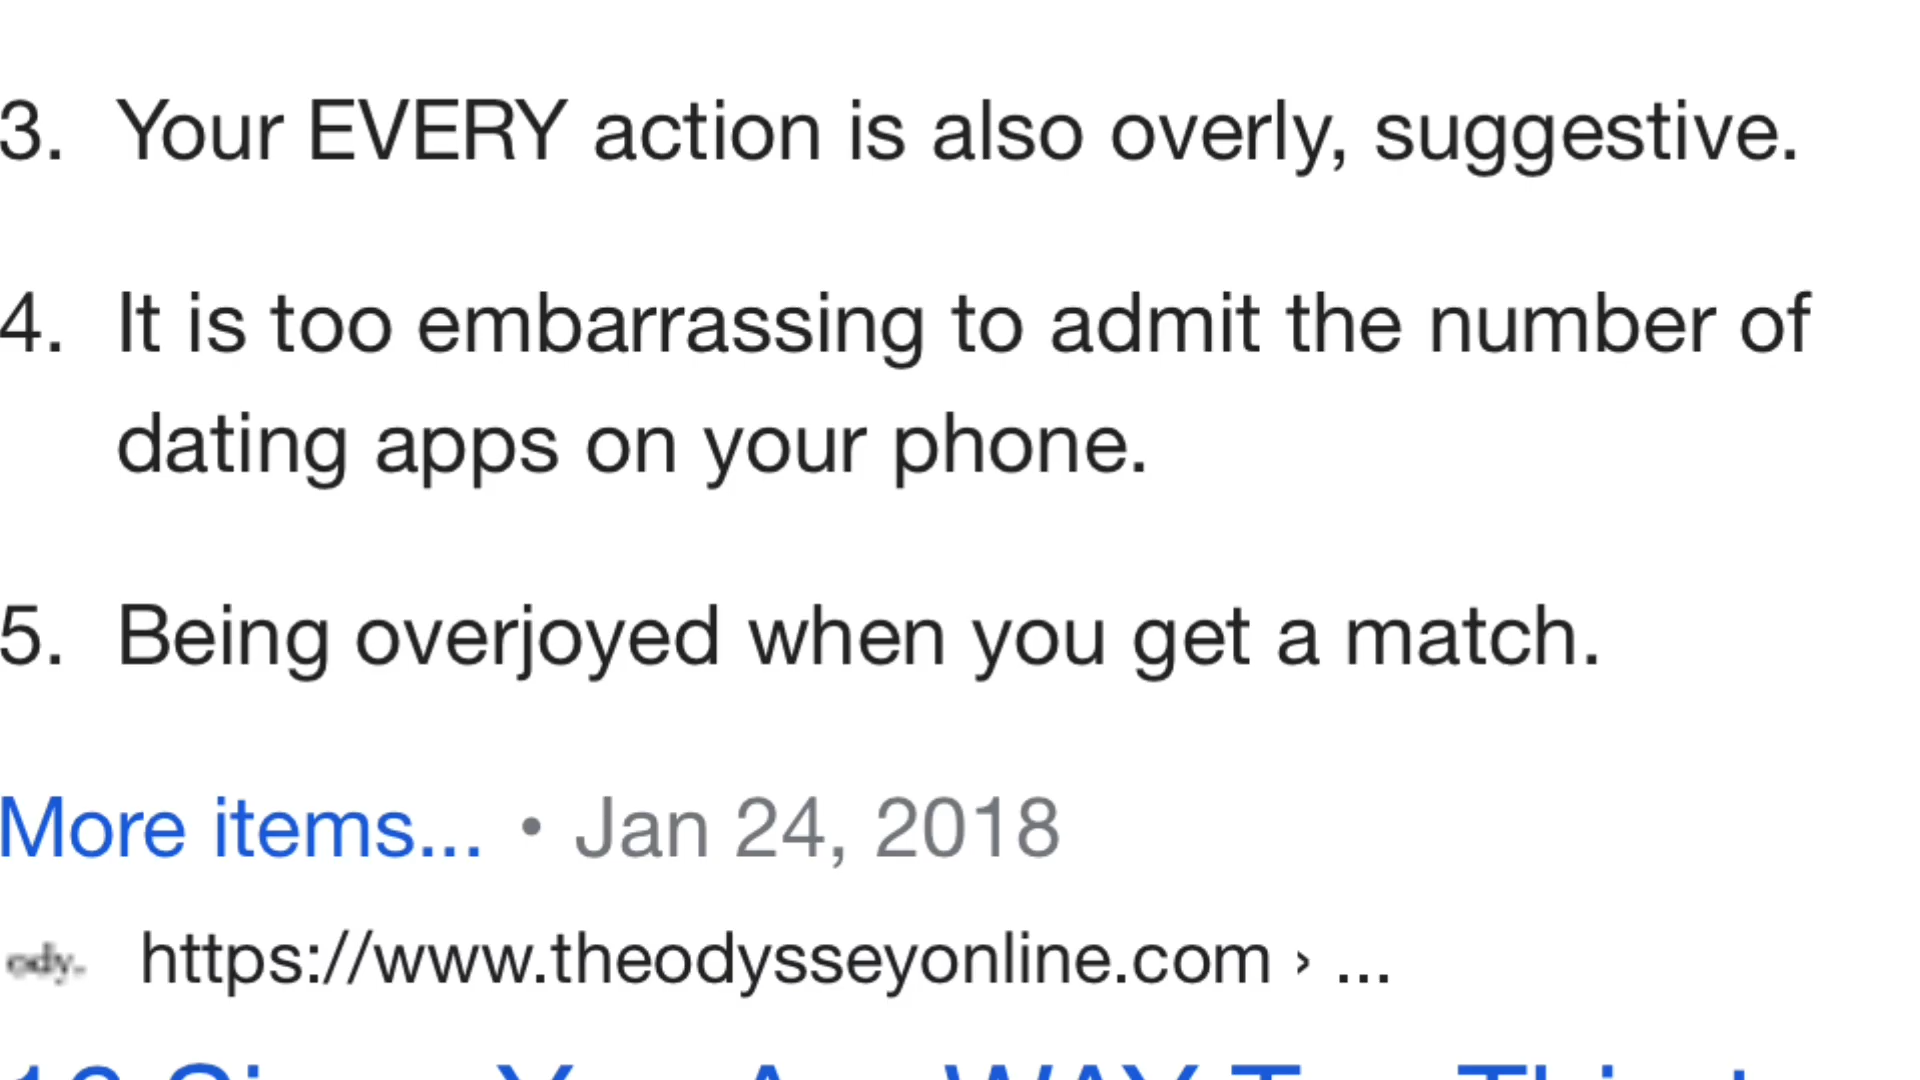 3. Your EVERY action is also overly, suggestive.
4. It is too embarrassing to admit the number of
dating apps on your phone.
5. Being overjoyed when you get a match.
More items... • Jan 24, 2018
ody. https://www.theodysseyonline.com › ...